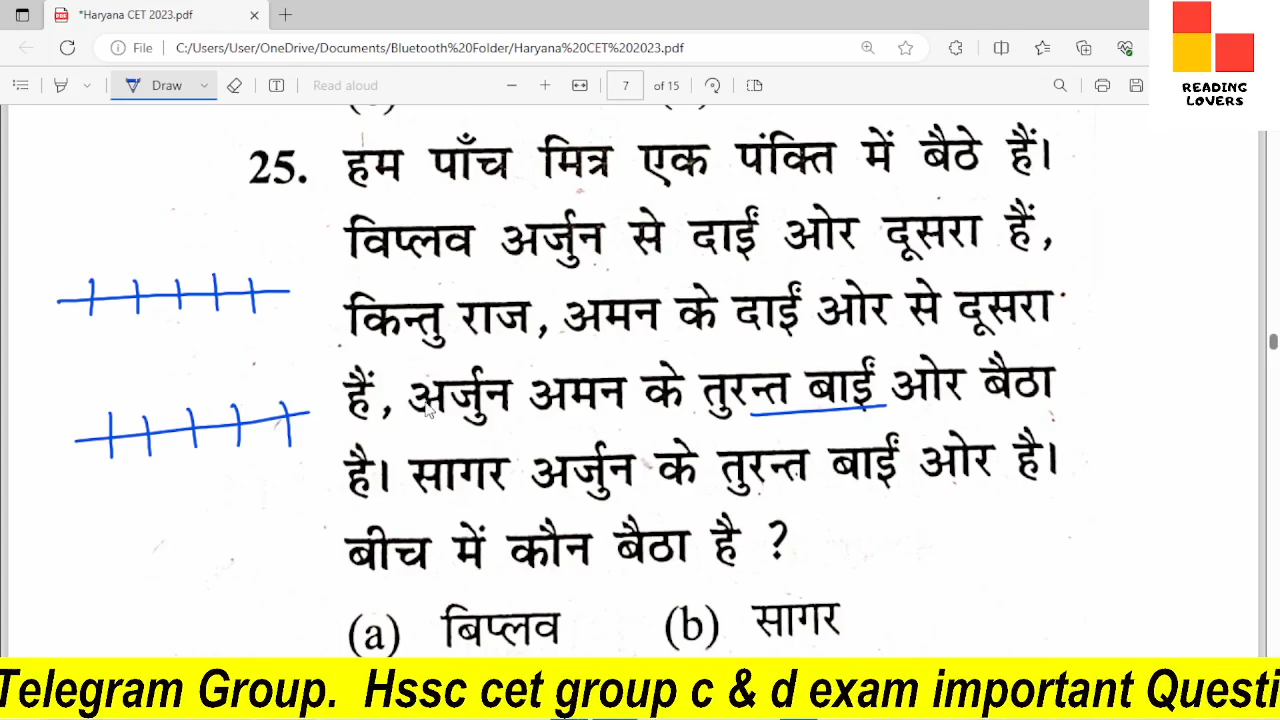 *Haryana CET 2023.pdf
File C:/Users/User/OneDrive/Documents/Bluetooth%20Folder/Haryana%20CET%202023.pdf
Draw Read aloud 7 of 15
READING
LOVERS
25. हम पाँच मित्र एक पंक्ति में बैठे हैं।
विप्लव अर्जुन से दाईं ओर दूसरा हैं,
किन्तु राज, अमन के दाईं ओर से दूसरा
हैं, अर्जुन अमन के तुरन्त बाईं ओर बैठा
है। सागर अर्जुन के तुरन्त बाईं ओर है।
बीच में कौन बैठा है ?
(a) बिप्लव (b) सागर
Telegram Group. Hssc cet group c & d exam important Questi